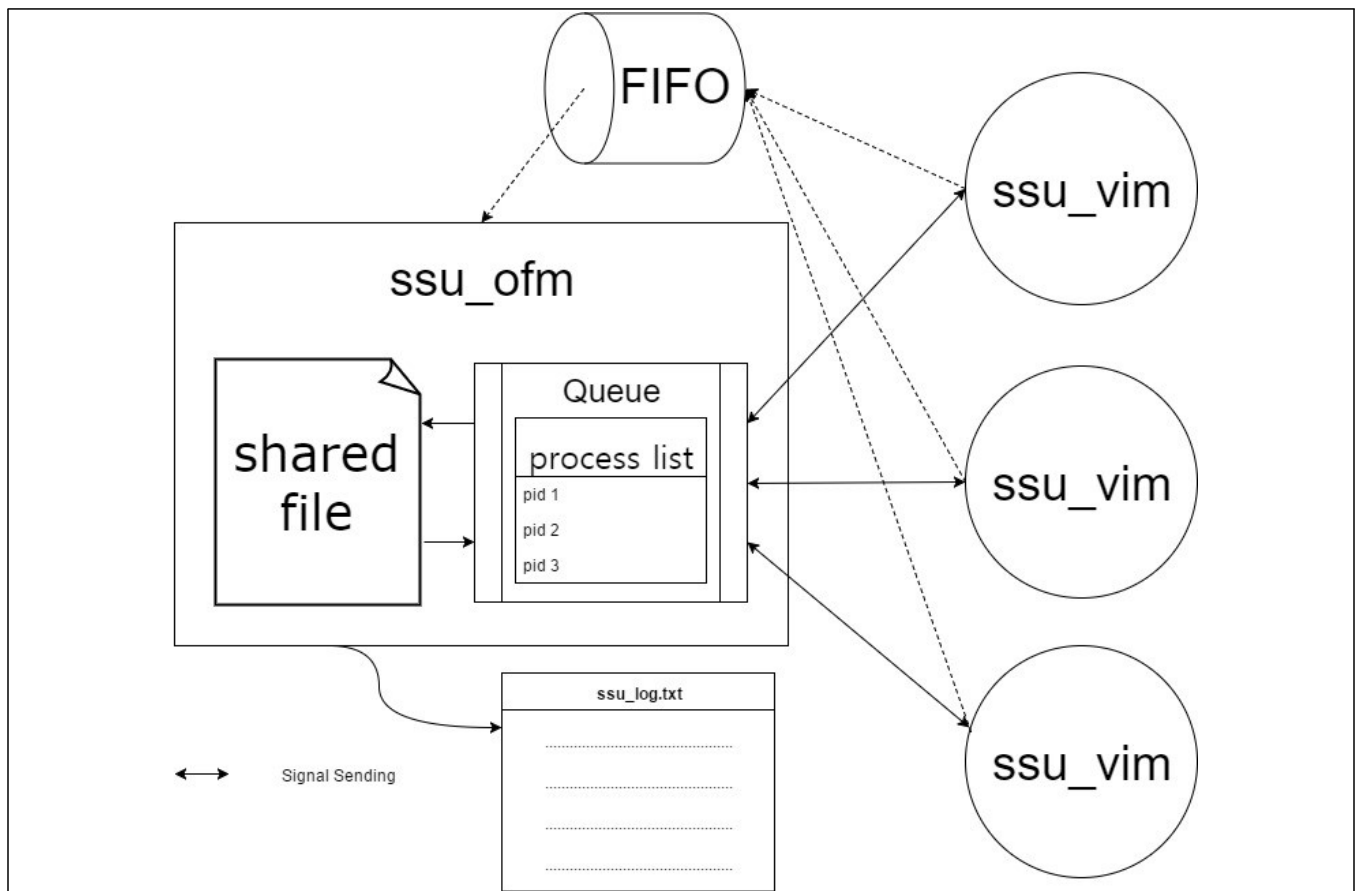 FIFO
ssu_vim
ssu_ofm
Queue
process list
shared
file
pid 1
pid 2
pid 3
ssu_vim
ssu_log.txt
Signal Sending
ssu_vim